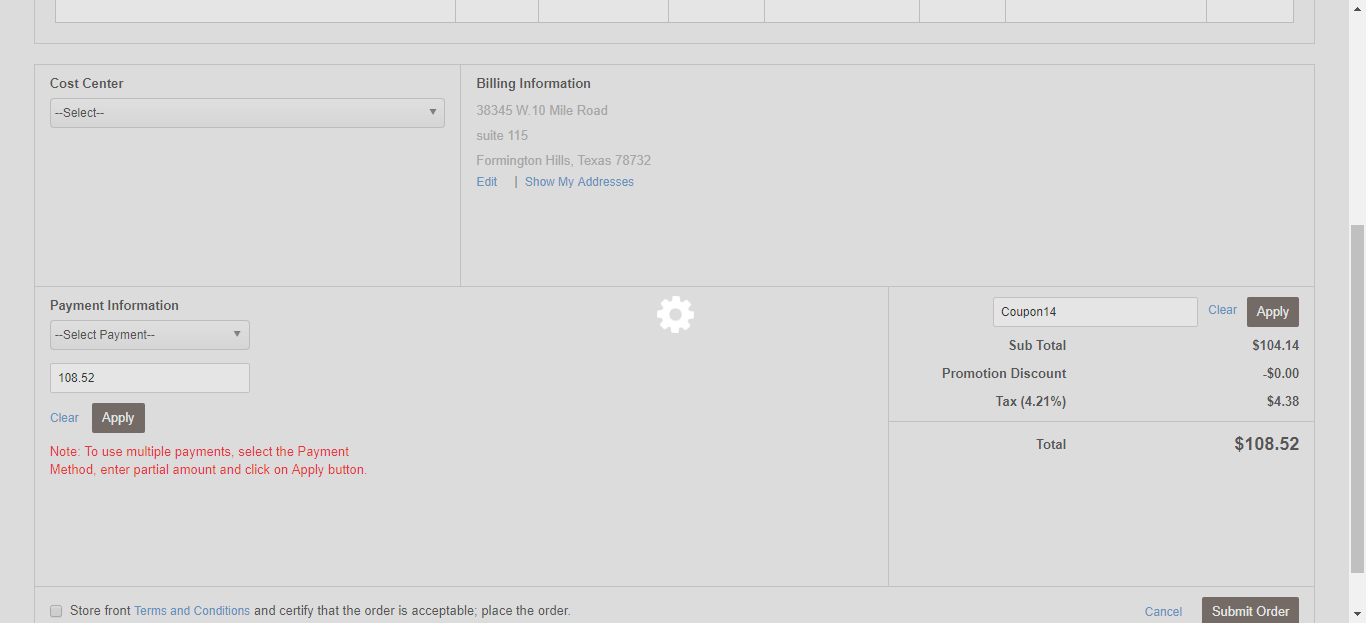 Cost Center
--Select--
Billing Information
38345 W.10 Mile Road
suite 115
Formington Hills, Texas 78732
Edit | Show My Addresses
Payment Information
--Select Payment--
108.52
Clear Apply
Note: To use multiple payments, select the Payment
Method, enter partial amount and click on Apply button.
Coupon14 Clear Apply
Sub Total $104.14
Promotion Discount -$0.00
Tax (4.21%) $4.38
Total $108.52
Store front Terms and Conditions and certify that the order is acceptable; place the order.
Cancel Submit Order